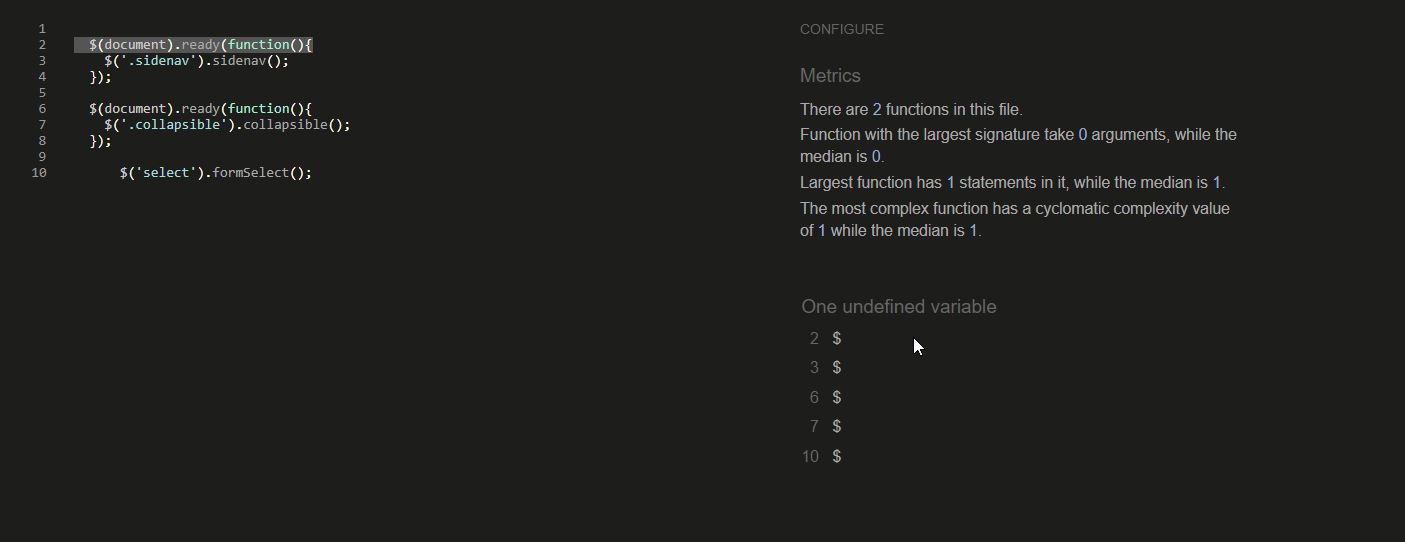 1
2 $(document).ready(function(){
3 $('.sidenav').sidenav();
4 });
5
6 $(document).ready(function(){
7 $('.collapsible').collapsible();
8 });
9
10 $('select').formSelect();
CONFIGURE
Metrics
There are 2 functions in this file.
Function with the largest signature take 0 arguments, while the
median is 0.
Largest function has 1 statements in it, while the median is 1.
The most complex function has a cyclomatic complexity value
of 1 while the median is 1.
One undefined variable
2 $
3 $
6 $
7 $
10 $